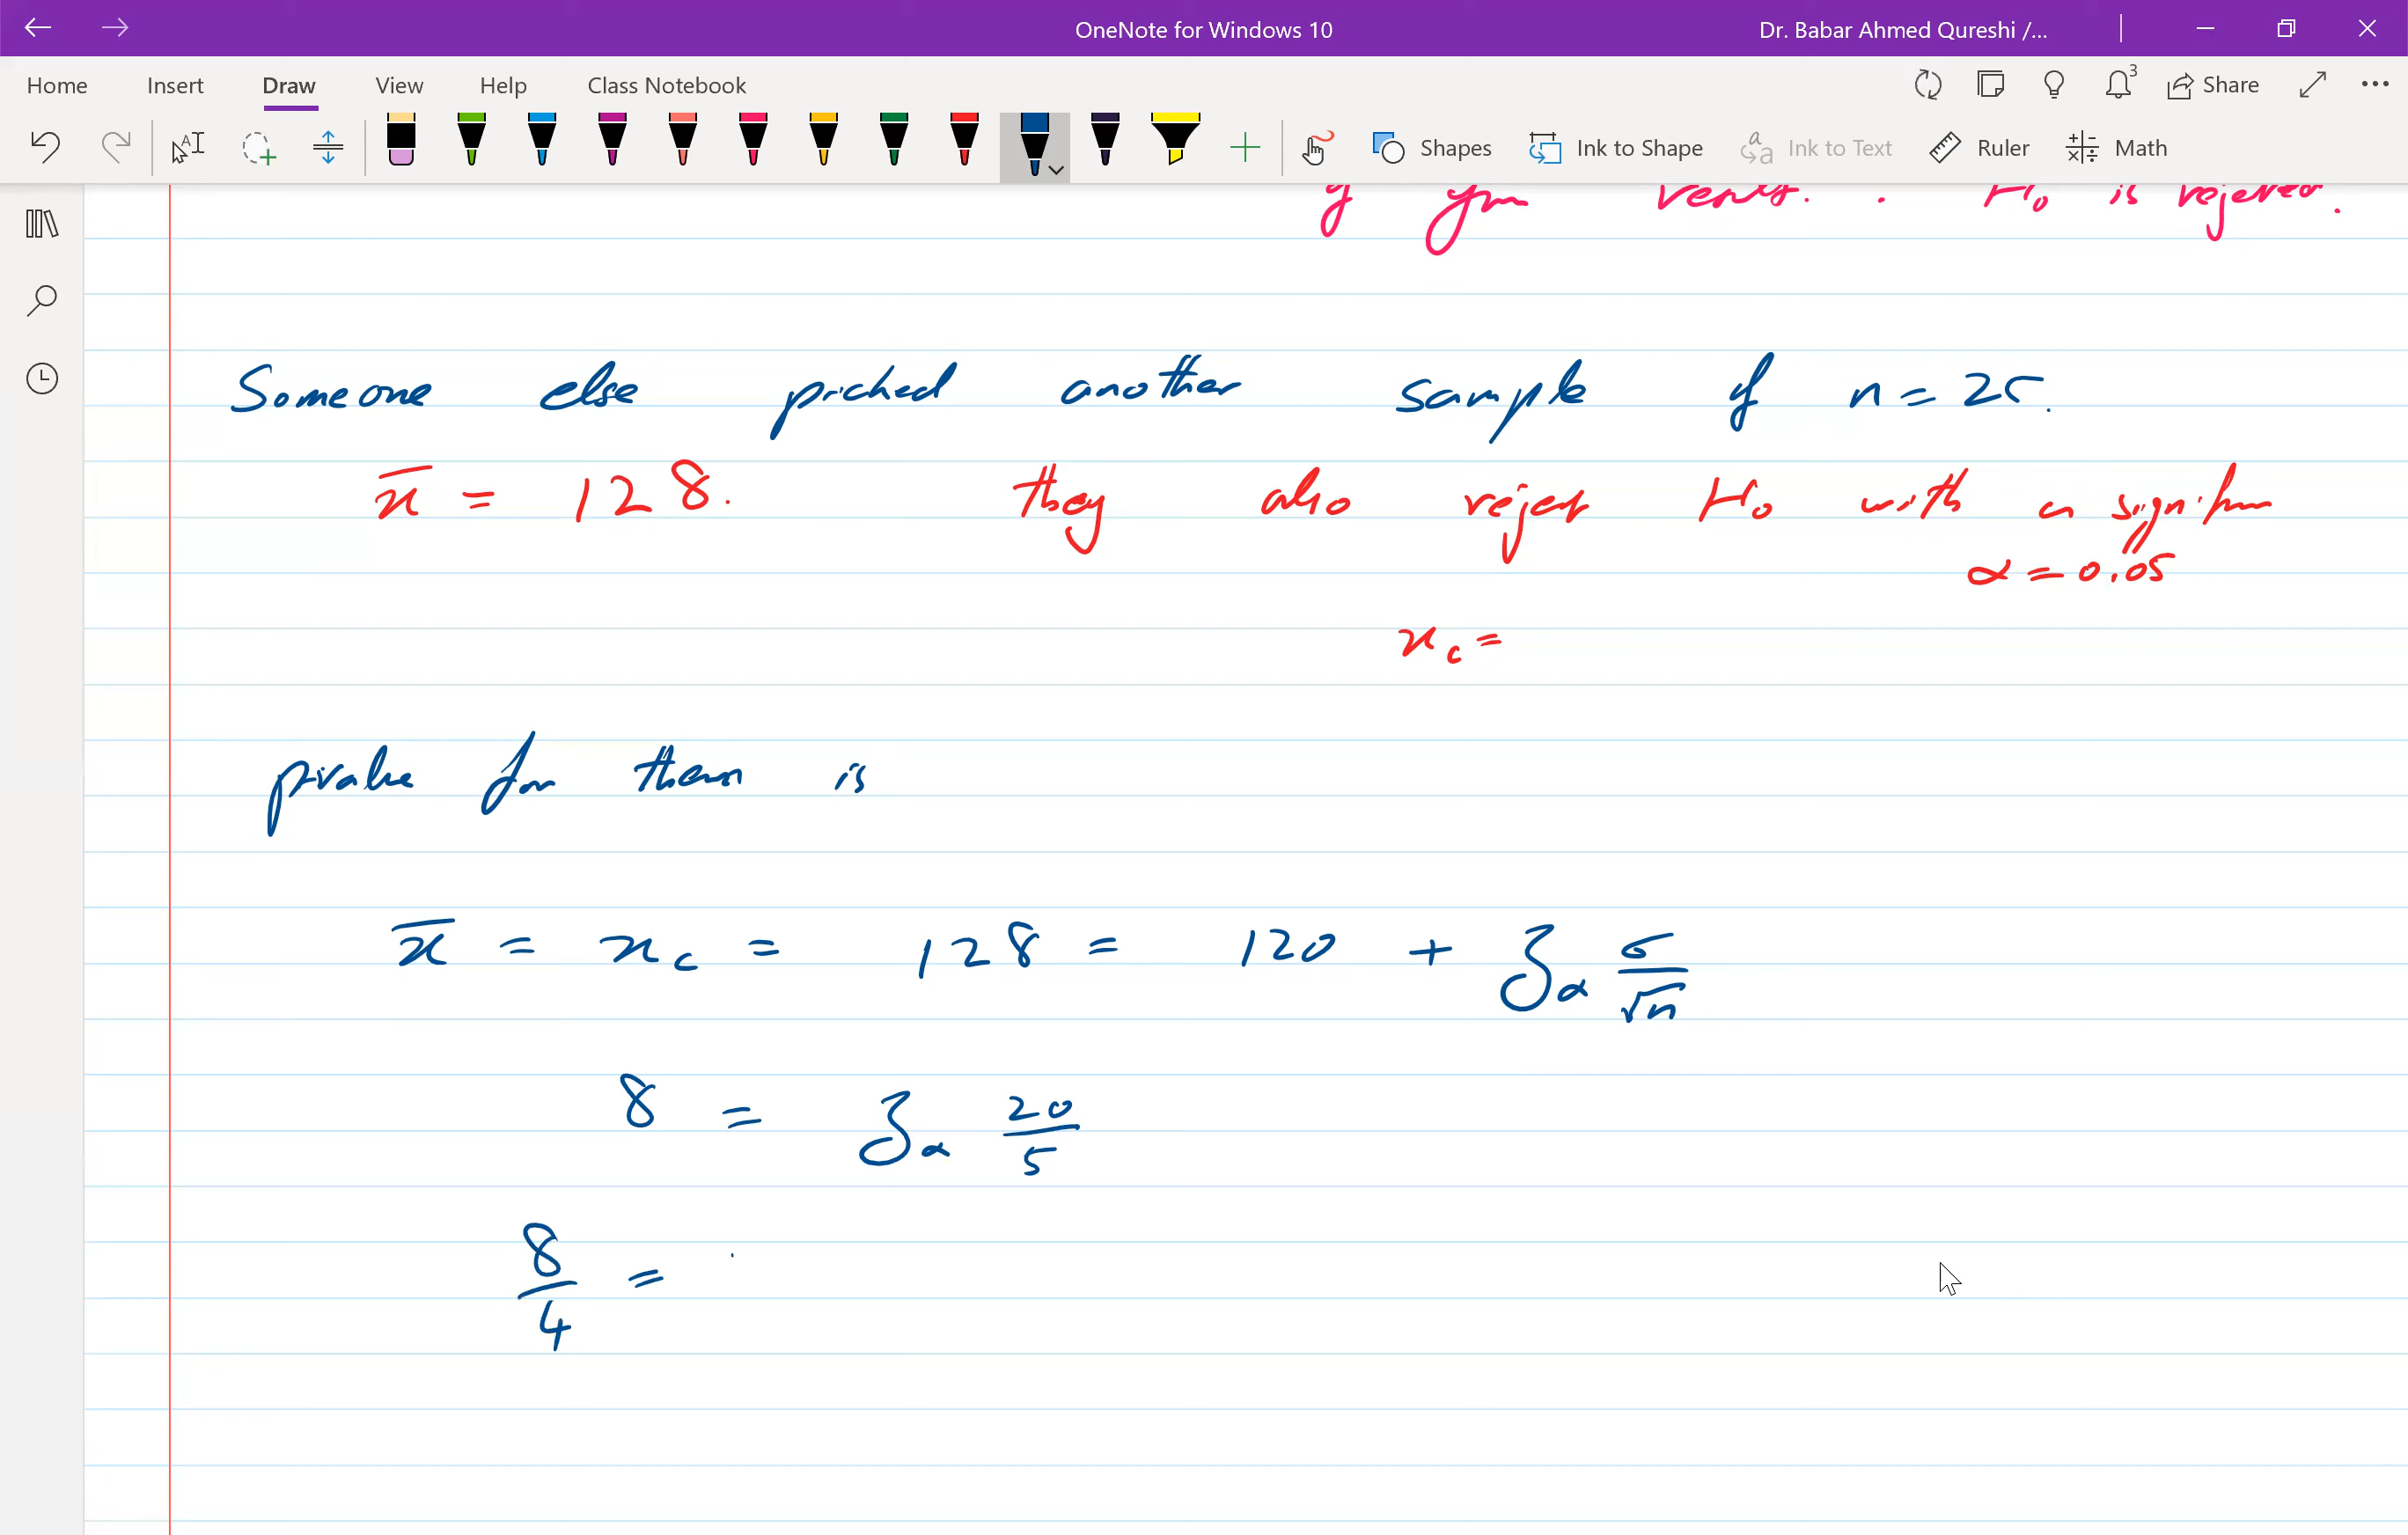 OneNote for Windows 10 Dr. Babar Ahmed Qureshi /...
Home Insert Draw View Help Class Notebook 3 Share
Shapes Ink to Shape Ink to Text Ruler Math
if your H₀ is rejected.
Someone else picked another sample of n = 25.
x̄ = 128. they also reject H₀ with a
α = 0.05
x_c =
pvalue for them is
x̄ = x_c = 128 = 120 + z_α σ/√n
8 = z_α 20/5
8/4 =